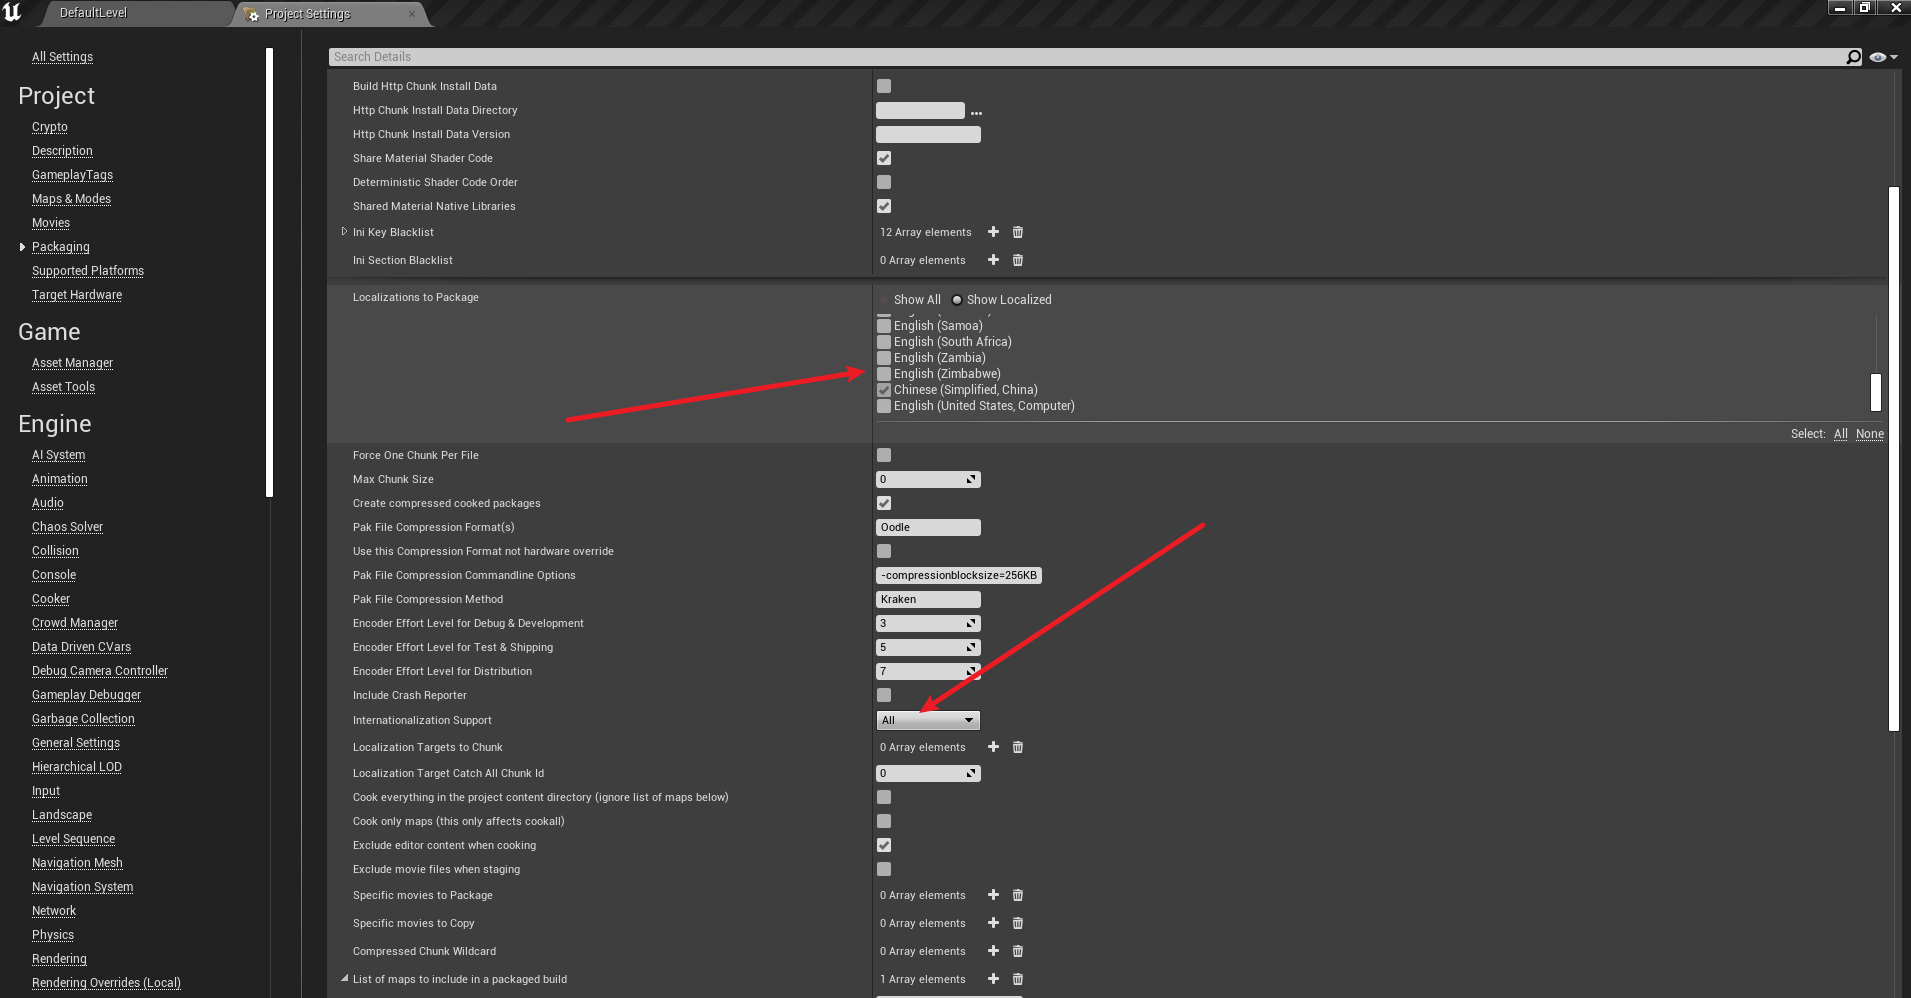 DefaultLevel
Project Settings
All Settings
Project
Crypto
Description
GameplayTags
Maps & Modes
Movies
Packaging
Supported Platforms
Target Hardware
Game
Asset Manager
Asset Tools
Engine
AI System
Animation
Audio
Chaos Solver
Collision
Console
Cooker
Crowd Manager
Data Driven CVars
Debug Camera Controller
Gameplay Debugger
Garbage Collection
General Settings
Hierarchical LOD
Input
Landscape
Level Sequence
Navigation Mesh
Navigation System
Network
Physics
Rendering
Rendering Overrides (Local)
Search Details
Build Http Chunk Install Data
Http Chunk Install Data Directory ...
Http Chunk Install Data Version
Share Material Shader Code
Deterministic Shader Code Order
Shared Material Native Libraries
Ini Key Blacklist 12 Array elements
Ini Section Blacklist 0 Array elements
Localizations to Package Show All Show Localized
English (Samoa)
English (South Africa)
English (Zambia)
English (Zimbabwe)
Chinese (Simplified, China)
English (United States, Computer)
Select: All None
Force One Chunk Per File
Max Chunk Size 0
Create compressed cooked packages
Pak File Compression Format(s) Oodle
Use this Compression Format not hardware override
Pak File Compression Commandline Options -compressionblocksize=256KB
Pak File Compression Method Kraken
Encoder Effort Level for Debug & Development 3
Encoder Effort Level for Test & Shipping 5
Encoder Effort Level for Distribution 7
Include Crash Reporter
Internationalization Support All
Localization Targets to Chunk 0 Array elements
Localization Target Catch All Chunk Id 0
Cook everything in the project content directory (ignore list of maps below)
Cook only maps (this only affects cookall)
Exclude editor content when cooking
Exclude movie files when staging
Specific movies to Package 0 Array elements
Specific movies to Copy 0 Array elements
Compressed Chunk Wildcard 0 Array elements
List of maps to include in a packaged build 1 Array elements